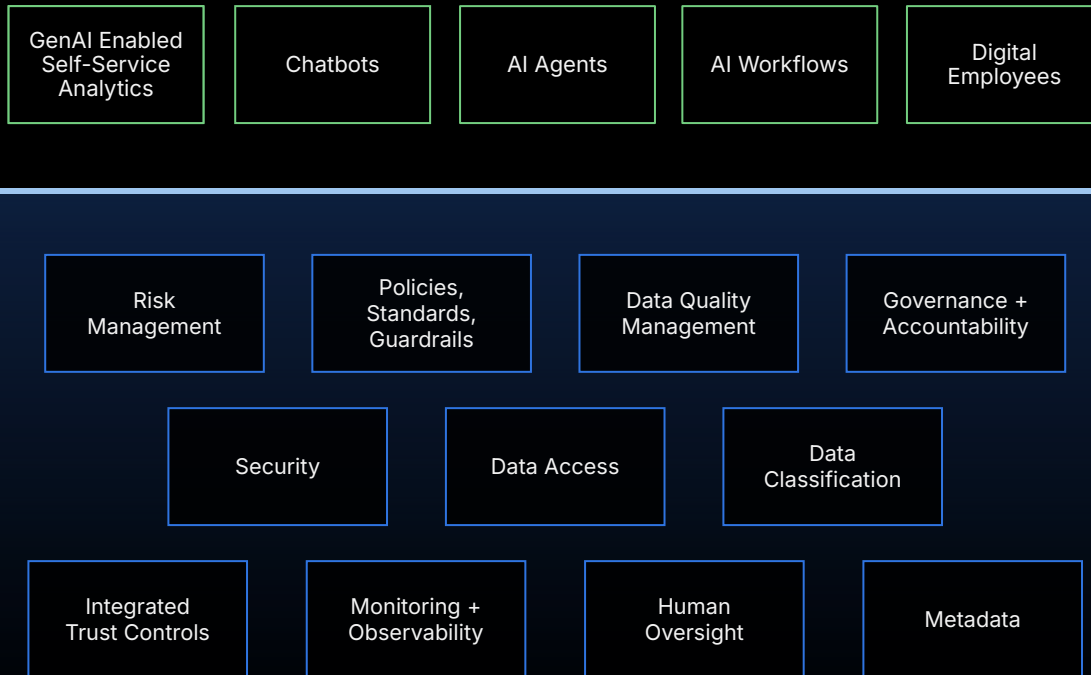 GenAI Enabled
Self-Service
Analytics
Chatbots
AI Agents
AI Workflows
Digital
Employees
Risk
Management
Policies,
Standards,
Guardrails
Data Quality
Management
Governance +
Accountability
Security
Data Access
Data
Classification
Integrated
Trust Controls
Monitoring +
Observability
Human
Oversight
Metadata